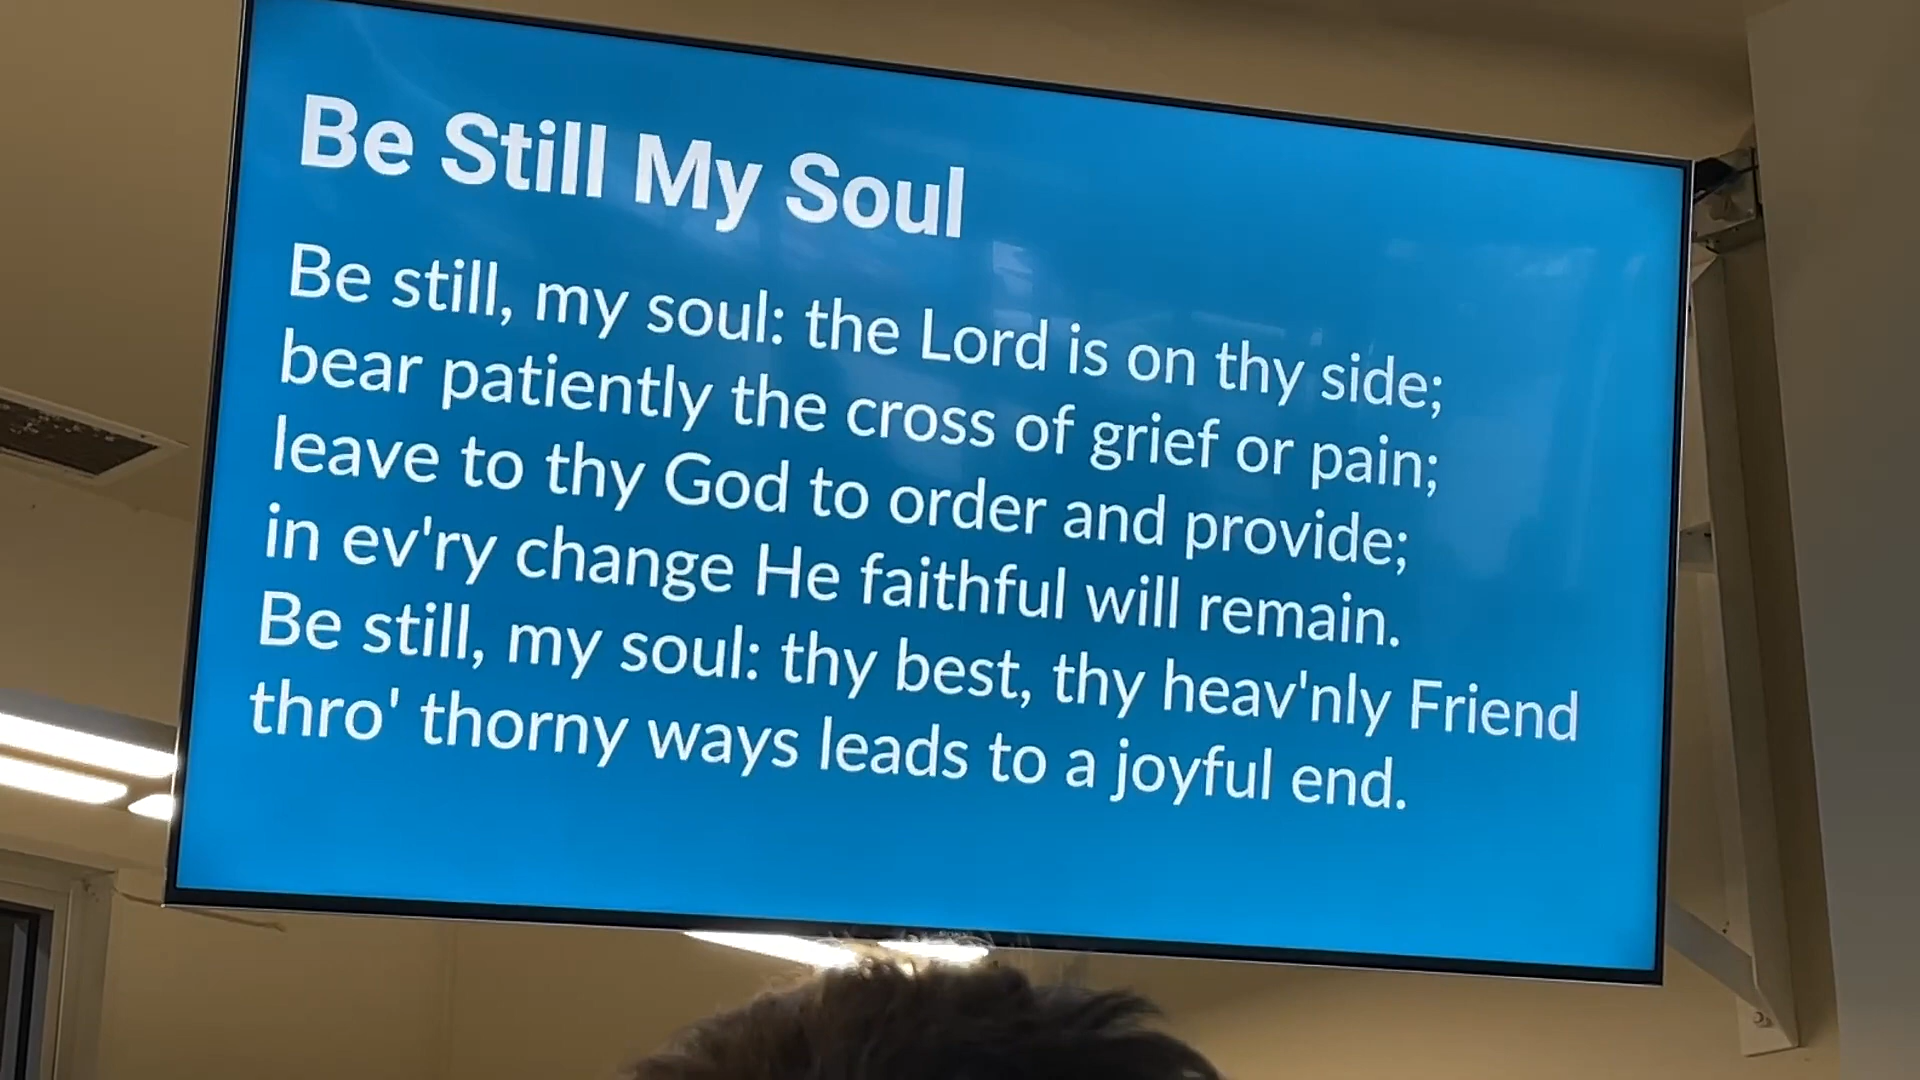 Be Still My Soul
Be still, my soul: the Lord is on thy side;
bear patiently the cross of grief or pain;
leave to thy God to order and provide;
in ev'ry change He faithful will remain.
Be still, my soul: thy best, thy heav'nly Friend
thro' thorny ways leads to a joyful end.